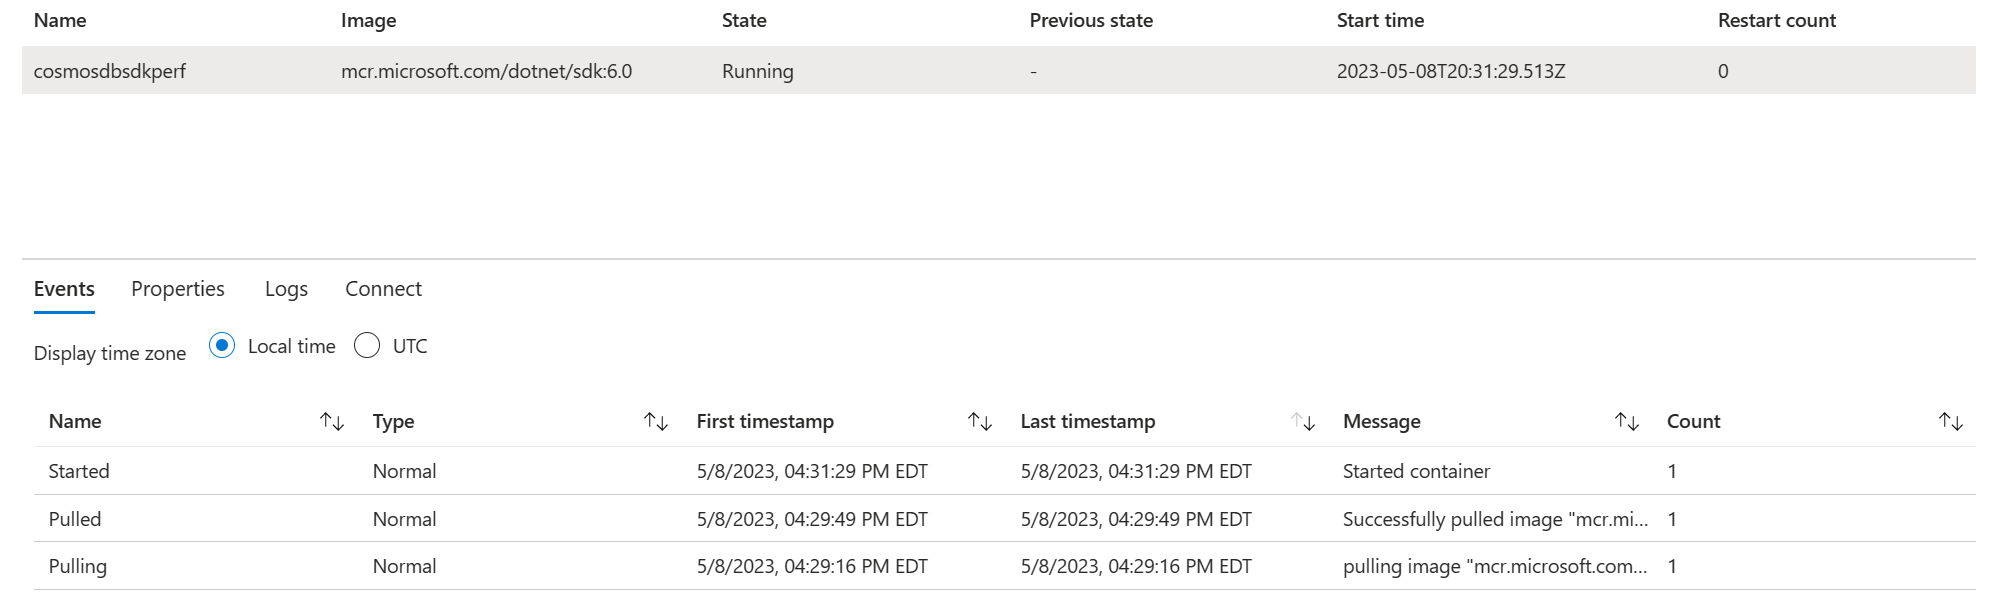 Name Image State Previous state Start time Restart count
cosmosdbsdkperf mcr.microsoft.com/dotnet/sdk:6.0 Running - 2023-05-08T20:31:29.513Z 0
Events Properties Logs Connect
Display time zone Local time UTC
Name Type First timestamp Last timestamp Message Count
Started Normal 5/8/2023, 04:31:29 PM EDT 5/8/2023, 04:31:29 PM EDT Started container 1
Pulled Normal 5/8/2023, 04:29:49 PM EDT 5/8/2023, 04:29:49 PM EDT Successfully pulled image "mcr.mi... 1
Pulling Normal 5/8/2023, 04:29:16 PM EDT 5/8/2023, 04:29:16 PM EDT pulling image "mcr.microsoft.com... 1